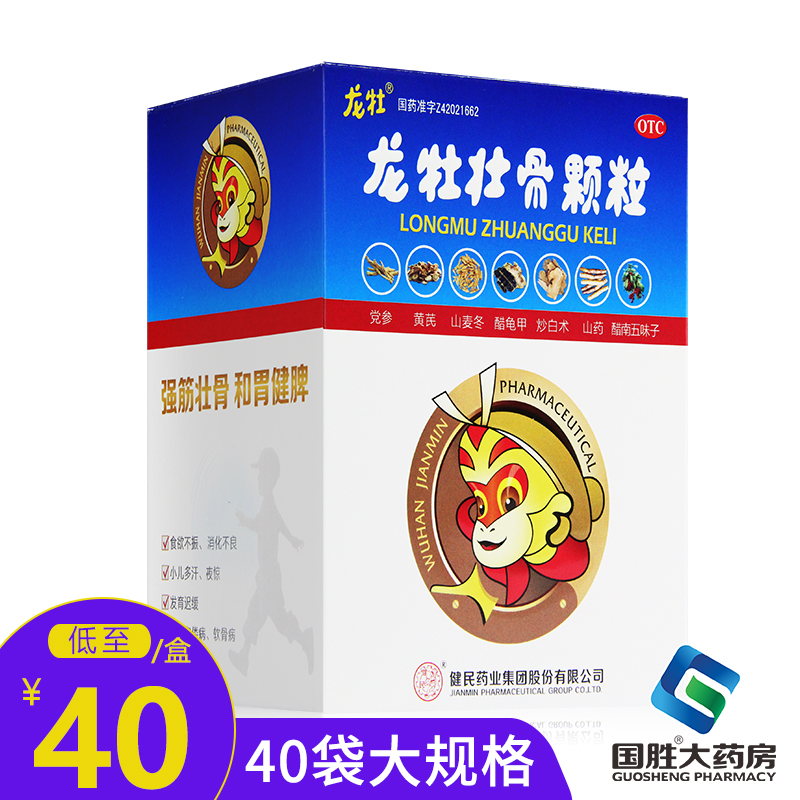 龙牡®
国药准字Z42021662
OTC
龙牡壮骨颗粒
LONGMU ZHUANGGU KELI
党参 黄芪 山麦冬 醋龟甲 炒白术 山药 醋南五味子
WUHAN JIANMIN PHARMACEUTICAL
强筋壮骨 和胃健脾
食欲不振、消化不良
小儿多汗、夜惊
发育迟缓
软骨病
WUHAN JIANMIN PHARMACEUTICAL
健民药业集团股份有限公司
JIANMIN PHARMACEUTICAL GROUP CO.LTD.
低至
¥40/盒
40袋大规格
国胜®大药房
GUOSHENG PHARMACY